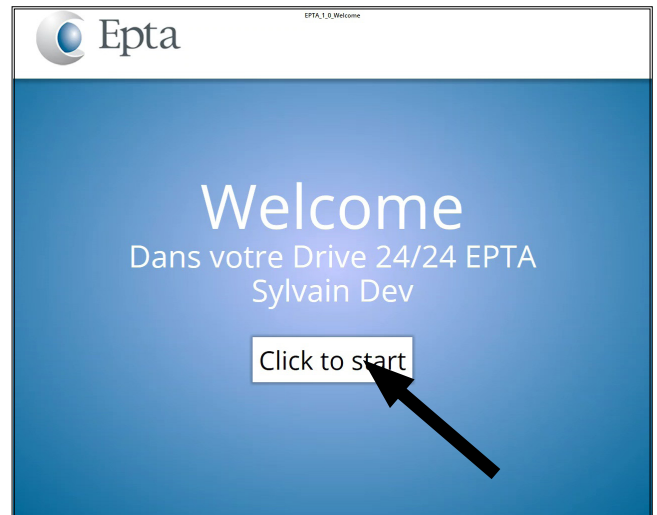 EPTA_1_0_Welcome
Epta
Welcome
Dans votre Drive 24/24 EPTA
Sylvain Dev
Click to start